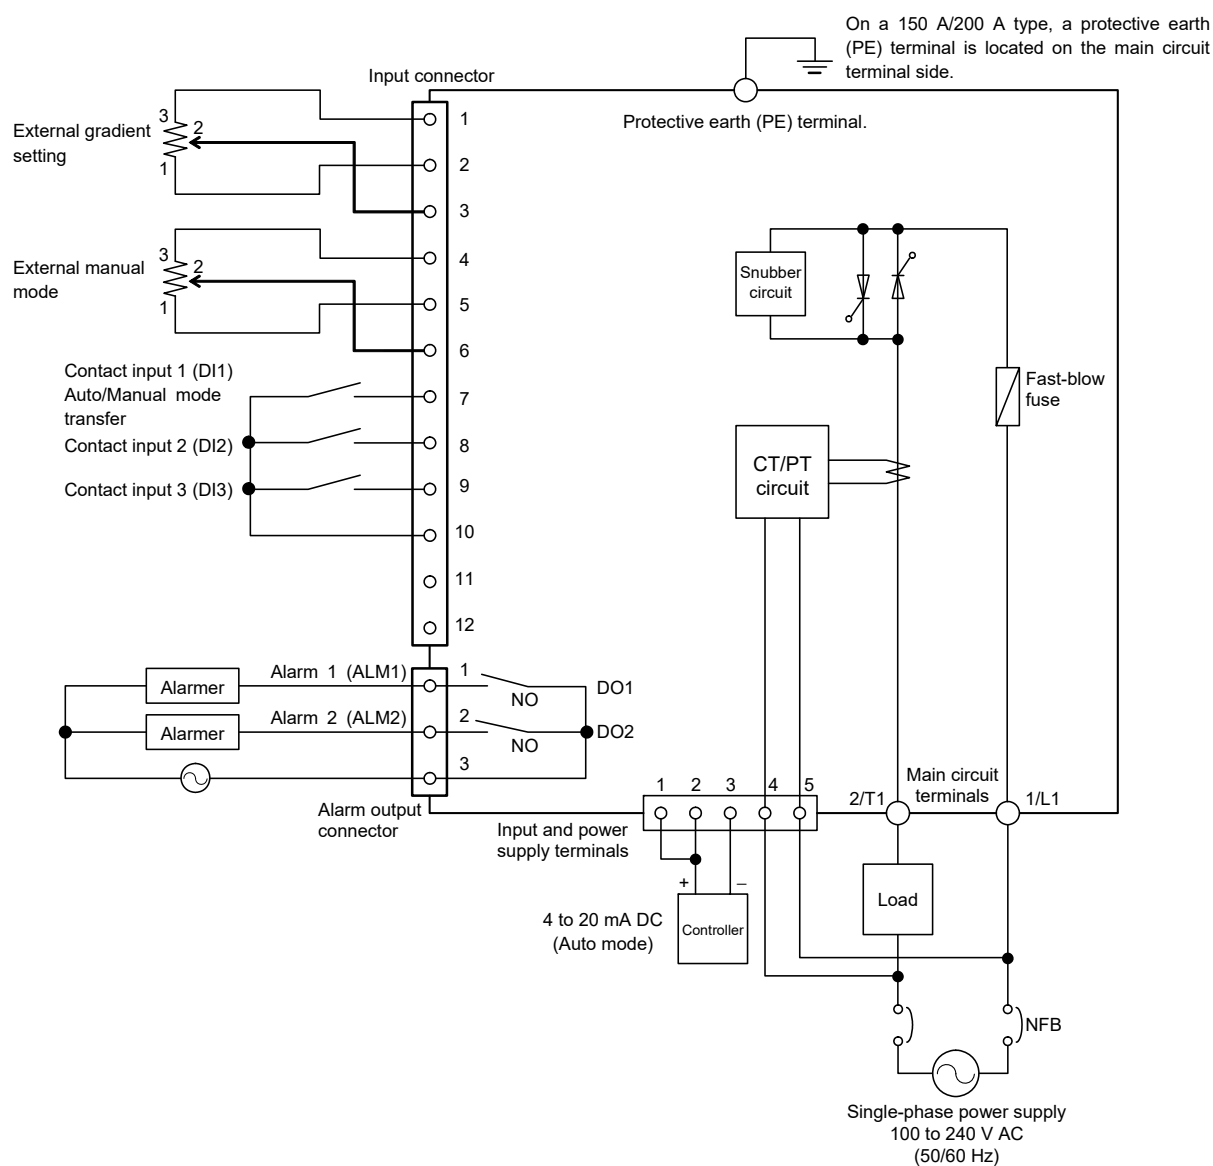 On a 150 A/200 A type, a protective earth
(PE) terminal is located on the main circuit
terminal side.
Input connector
Protective earth (PE) terminal.
External gradient
setting
3
2
1
1
2
3
External manual
mode
3
2
1
4
5
6
Contact input 1 (DI1)
Auto/Manual mode
transfer
Contact input 2 (DI2)
Contact input 3 (DI3)
7
8
9
10
11
12
Snubber
circuit
Fast-blow
fuse
CT/PT
circuit
Alarmer
Alarm 1 (ALM1)
1
NO
DO1
Alarmer
Alarm 2 (ALM2)
2
NO
DO2
3
Alarm output
connector
Input and power
supply terminals
1
2
3
4
5
2/T1
Main circuit
terminals
1/L1
+
–
4 to 20 mA DC
(Auto mode)
Controller
Load
NFB
Single-phase power supply
100 to 240 V AC
(50/60 Hz)